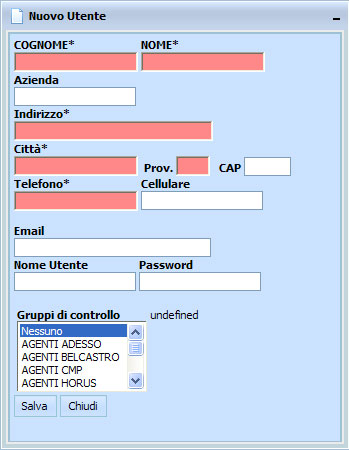 Nuovo Utente
COGNOME* NOME*
Azienda
Indirizzo*
Città* Prov. CAP
Telefono* Cellulare
Email
Nome Utente Password
Gruppi di controllo undefined
Nessuno
AGENTI ADESSO
AGENTI BELCASTRO
AGENTI CMP
AGENTI HORUS
Salva Chiudi